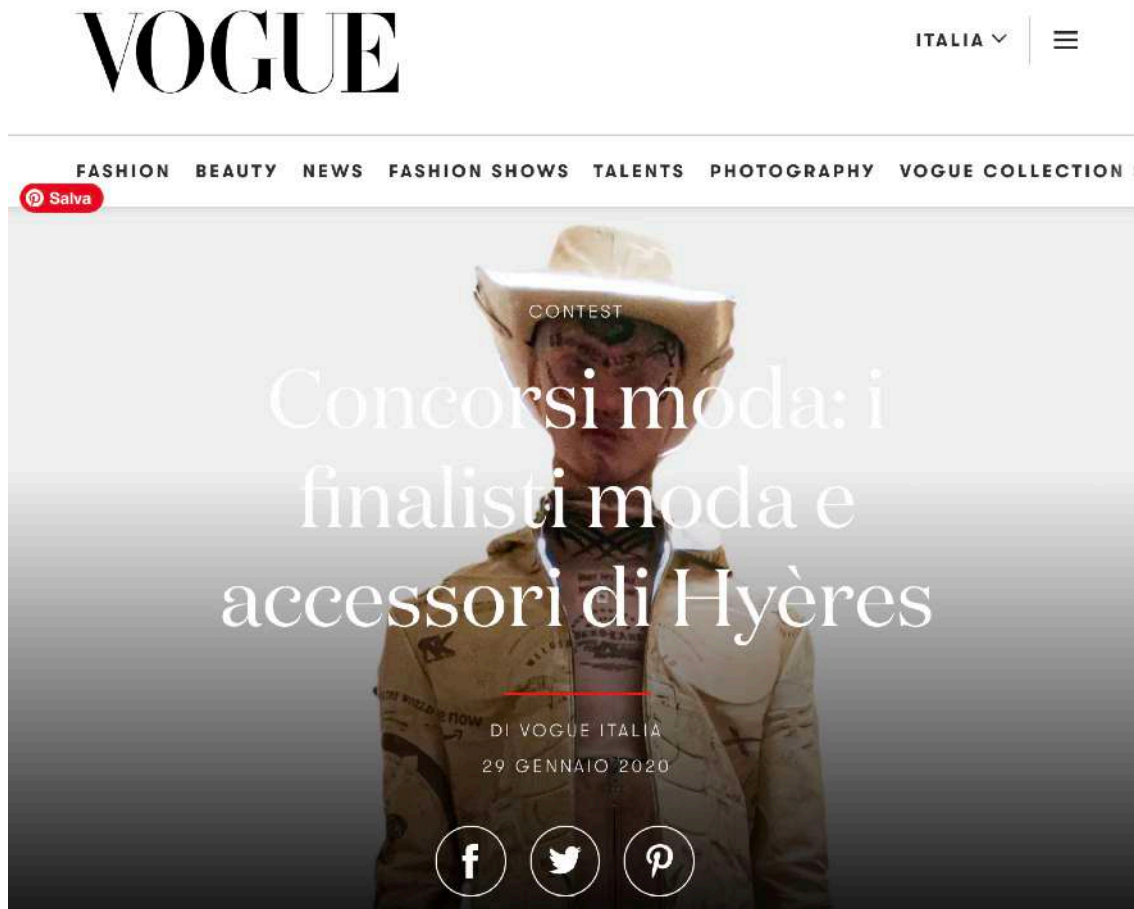 VOGUE
ITALIA
FASHION BEAUTY NEWS FASHION SHOWS TALENTS PHOTOGRAPHY VOGUE COLLECTION
Salva
CONTEST
Concorsi moda: i
finalisti moda e
accessori di Hyères
DI VOGUE ITALIA
29 GENNAIO 2020